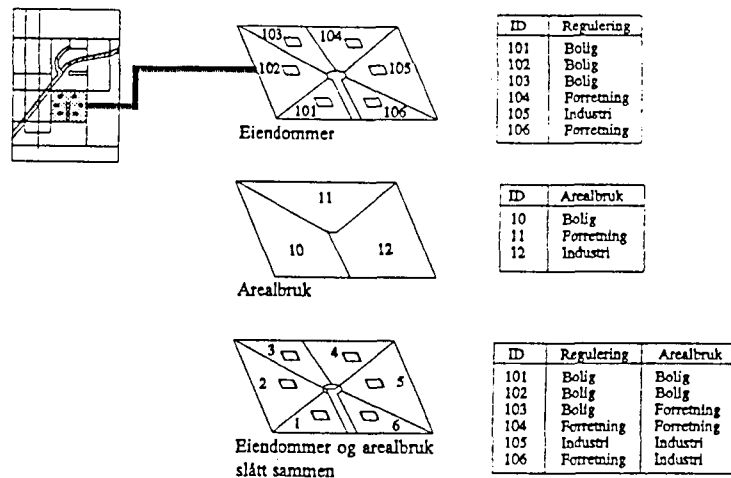 103
104
102
105
101
106
Eiendommer
ID Regulering
101 Bolig
102 Bolig
103 Bolig
104 Forretning
105 Industri
106 Forretning
11
10
12
Arealbruk
ID Arealbruk
10 Bolig
11 Forretning
12 Industri
3
4
2
5
1
6
Eiendommer og arealbruk
slått sammen
ID Regulering Arealbruk
101 Bolig Bolig
102 Bolig Bolig
103 Bolig Forretning
104 Forretning Forretning
105 Industri Industri
106 Forretning Industri